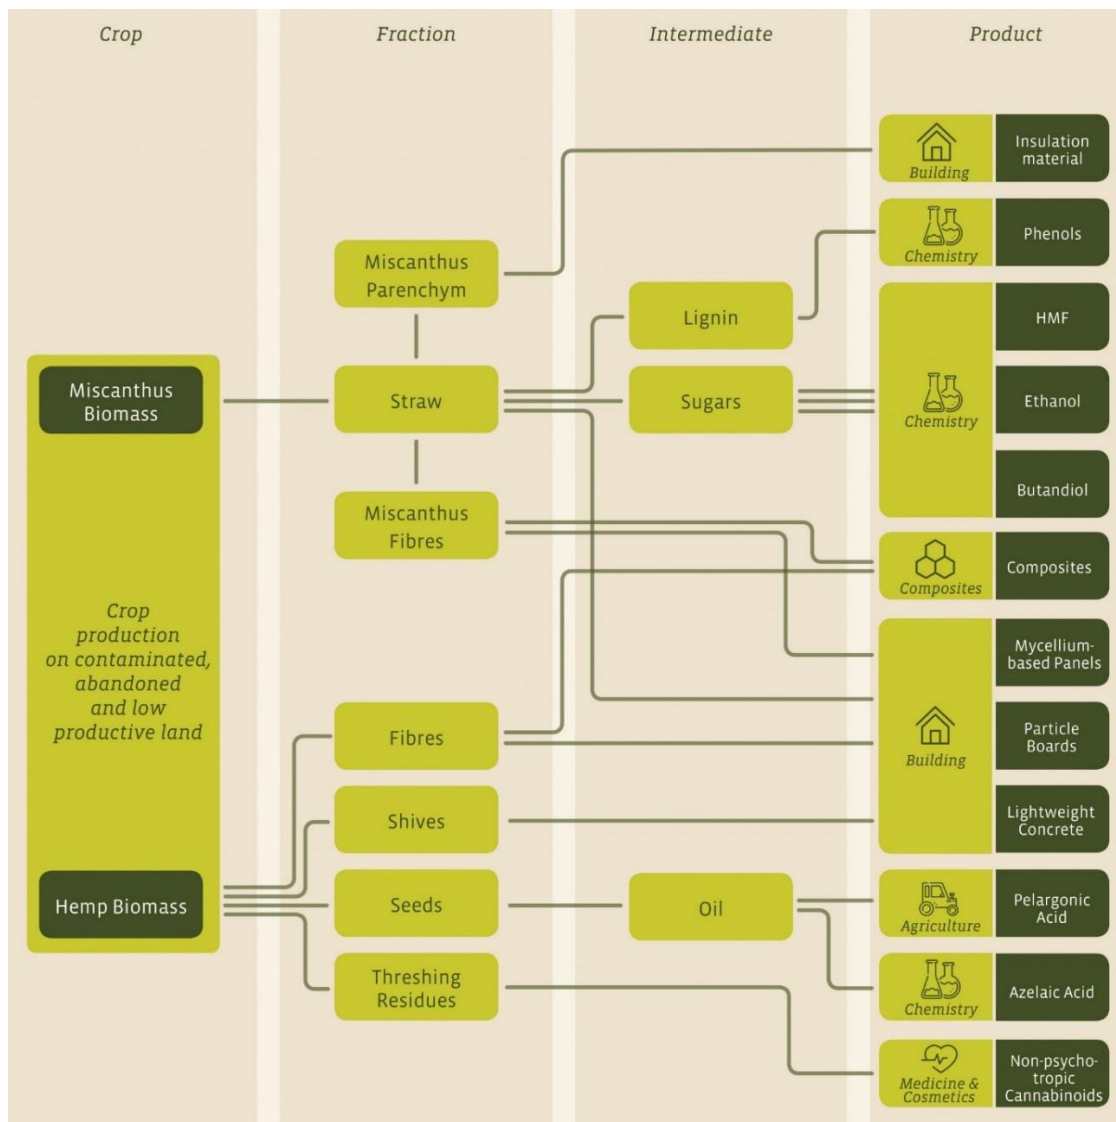 Crop
Fraction
Intermediate
Product
Building
Insulation
material
Chemistry
Phenols
Miscanthus
Parenchym
Lignin
HMF
Miscanthus
Biomass
Straw
Sugars
Chemistry
Ethanol
Butandiol
Miscanthus
Fibres
Composites
Composites
Crop
production
on contaminated,
abandoned
and low
productive land
Mycellium-
based Panels
Fibres
Building
Particle
Boards
Shives
Lightweight
Concrete
Hemp Biomass
Seeds
Oil
Agriculture
Pelargonic
Acid
Threshing
Residues
Chemistry
Azelaic Acid
Medicine &
Cosmetics
Non-psycho-
tropic
Cannabinoids